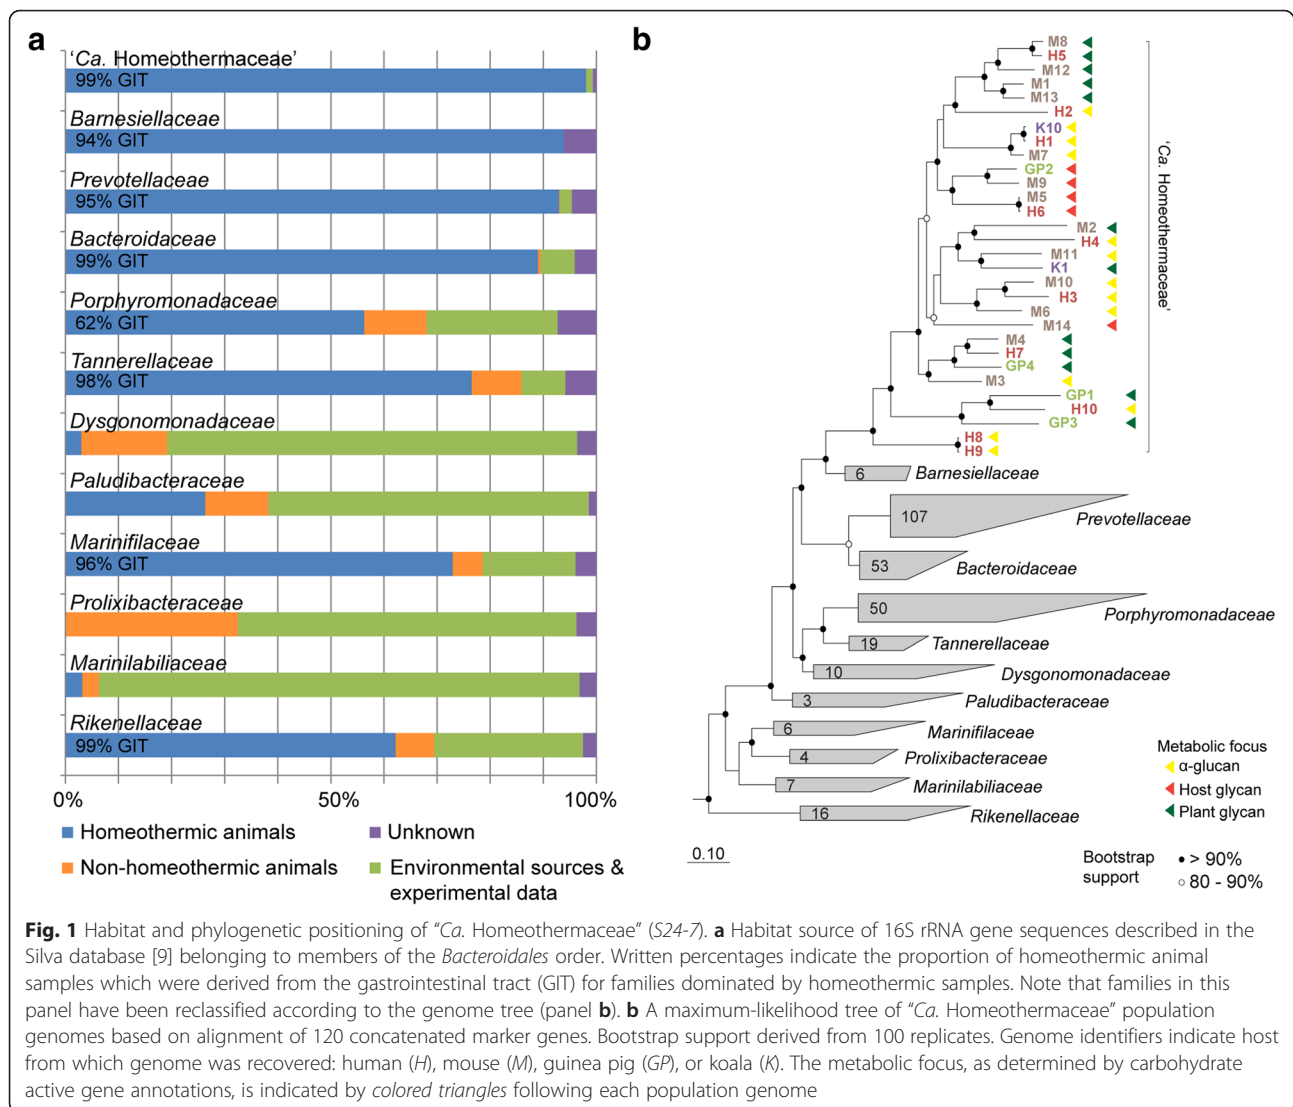 a
'Ca. Homeothermaceae'
99% GIT
Barnesiellaceae
94% GIT
Prevotellaceae
95% GIT
Bacteroidaceae
99% GIT
Porphyromonadaceae
62% GIT
Tannerellaceae
98% GIT
Dysgonomonadaceae
Paludibacteraceae
Marinifilaceae
96% GIT
Prolixibacteraceae
Marinilabiliaceae
Rikenellaceae
99% GIT
0% 50% 100%
Homeothermic animals
Unknown
Non-homeothermic animals
Environmental sources &
experimental data
b
M8
H5
M12
M1
M13
H2
K10
H1
M7
GP2
M9
M5
H6
M2
H4
M11
K1
M10
H3
M6
M14
M4
H7
GP4
M3
GP1
H10
GP3
H8
H9
'Ca. Homeothermaceae'
6 Barnesiellaceae
107 Prevotellaceae
53 Bacteroidaceae
50 Porphyromonadaceae
19 Tannerellaceae
10 Dysgonomonadaceae
3 Paludibacteraceae
6 Marinifilaceae
4 Prolixibacteraceae
7 Marinilabiliaceae
16 Rikenellaceae
0.10
Metabolic focus
α-glucan
Host glycan
Plant glycan
Bootstrap
support
> 90%
80 - 90%
Fig. 1 Habitat and phylogenetic positioning of "Ca. Homeothermaceae" (S24-7). a Habitat source of 16S rRNA gene sequences described in the
Silva database [9] belonging to members of the Bacteroidales order. Written percentages indicate the proportion of homeothermic animal
samples which were derived from the gastrointestinal tract (GIT) for families dominated by homeothermic samples. Note that families in this
panel have been reclassified according to the genome tree (panel b). b A maximum-likelihood tree of "Ca. Homeothermaceae" population
genomes based on alignment of 120 concatenated marker genes. Bootstrap support derived from 100 replicates. Genome identifiers indicate host
from which genome was recovered: human (H), mouse (M), guinea pig (GP), or koala (K). The metabolic focus, as determined by carbohydrate
active gene annotations, is indicated by colored triangles following each population genome